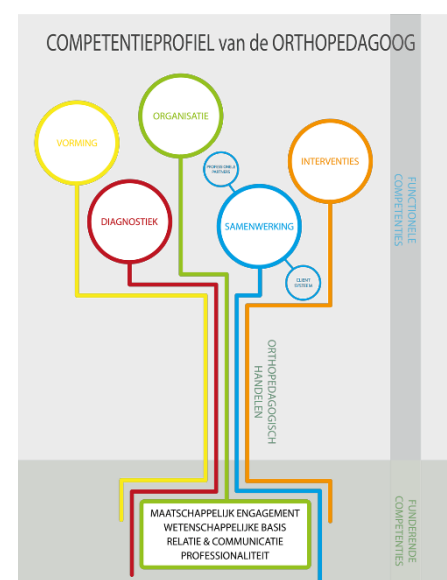 COMPETENTIEPROFIEL van de ORTHOPEDAGOOG
ORGANISATIE
VORMING
INTERVENTIES
PROFESSIONELE
PARTNERS
DIAGNOSTIEK
SAMENWERKING
CLIENT
SYSTEEM
FUNCTIONELE
COMPETENTIES
ORTHOPEDAGOGISCH
HANDELEN
MAATSCHAPPELIJK ENGAGEMENT
WETENSCHAPPELIJKE BASIS
RELATIE & COMMUNICATIE
PROFESSIONALITEIT
FUNDERENDE
COMPETENTIES